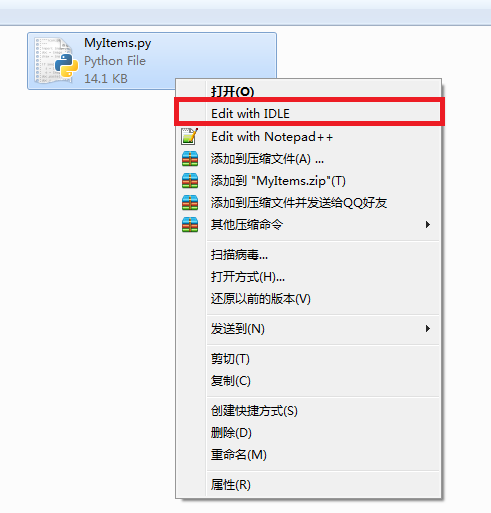 MyItems.py
Python File
14.1 KB
打开(O)
Edit with IDLE
Edit with Notepad++
添加到压缩文件(A) ...
添加到 "MyItems.zip"(T)
添加到压缩文件并发送给QQ好友
其他压缩命令
扫描病毒...
打开方式(H)...
还原以前的版本(V)
发送到(N)
剪切(T)
复制(C)
创建快捷方式(S)
删除(D)
重命名(M)
属性(R)